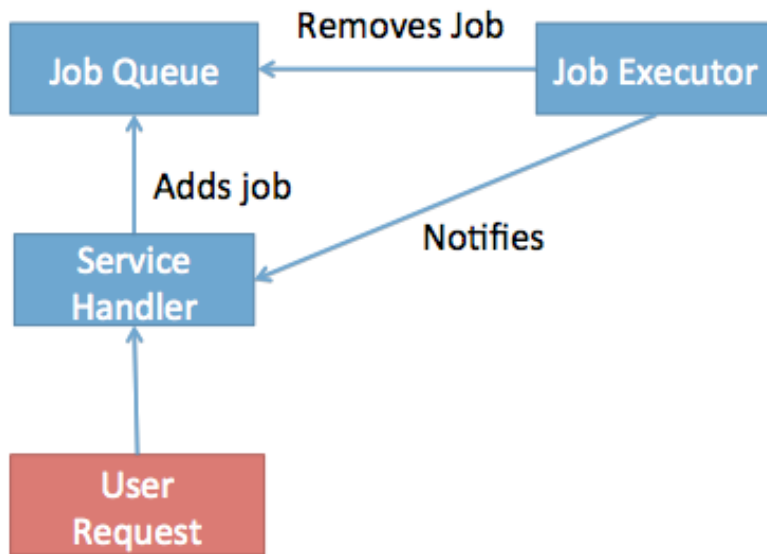 Removes Job
Job Queue
Job Executor
Adds job
Notifies
Service
Handler
User
Request